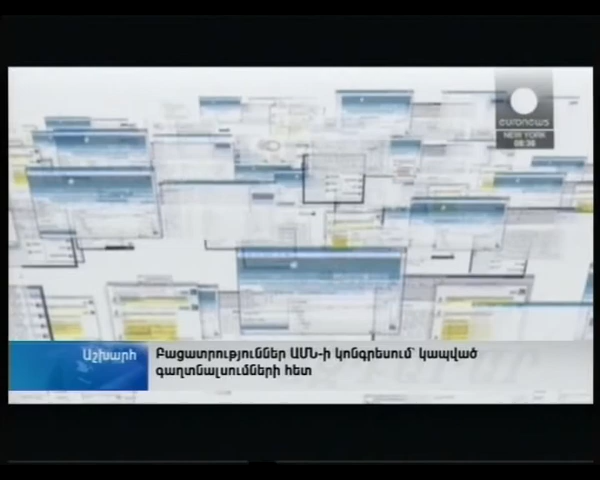 euronews
NEW YORK
08:36
Աշխարհ
Բացատրություններ ԱՄՆ-ի կոնգրեսում՝ կապված
գաղտնալսումների հետ